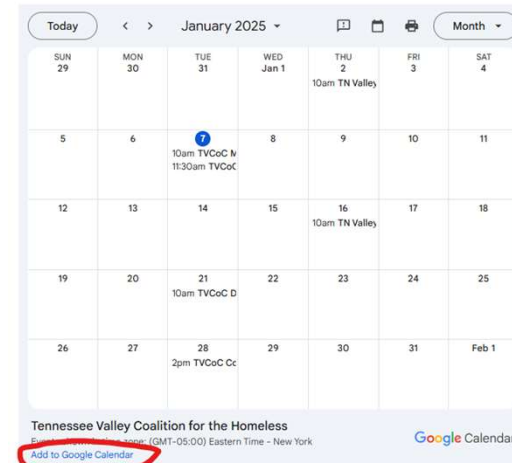 Today January 2025 Month
SUN MON TUE WED THU FRI SAT
29 30 31 Jan 1 2 3 4
10am TN Valley
5 6 7 8 9 10 11
10am TVCoC M
11:30am TVCoC
12 13 14 15 16 17 18
10am TN Valley
19 20 21 22 23 24 25
10am TVCoC D
26 27 28 29 30 31 Feb 1
2pm TVCoC Cc
Tennessee Valley Coalition for the Homeless
zone: (GMT-05:00) Eastern Time - New York
Google Calendar
Add to Google Calendar